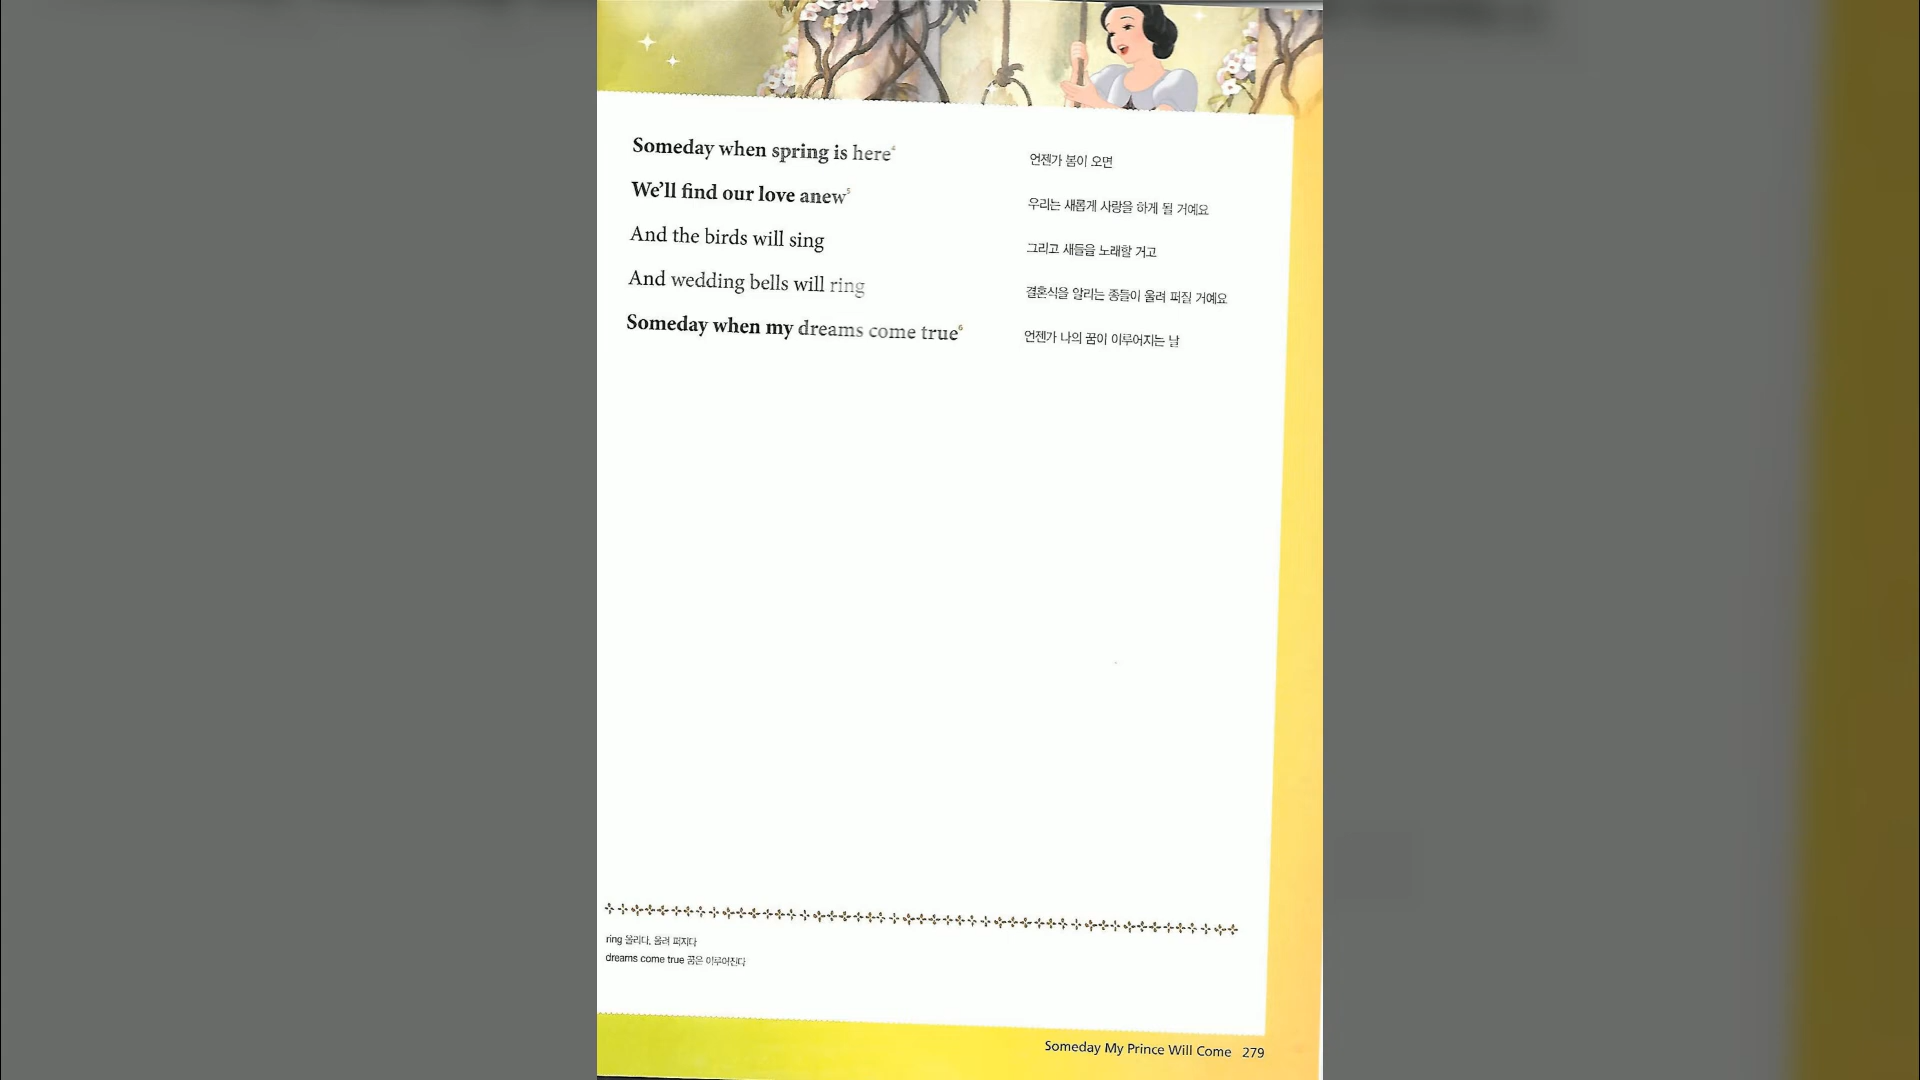 Someday when spring is here⁴
언젠가 봄이 오면
We'll find our love anew⁵
우리는 새롭게 사랑을 하게 될 거예요
And the birds will sing
그리고 새들을 노래할 거고
And wedding bells will ring
결혼식을 알리는 종들이 울려 퍼질 거예요
Someday when my dreams come true⁶
언젠가 나의 꿈이 이루어지는 날
ring 울리다, 울려 퍼지다
dreams come true 꿈은 이루어진다
Someday My Prince Will Come 279